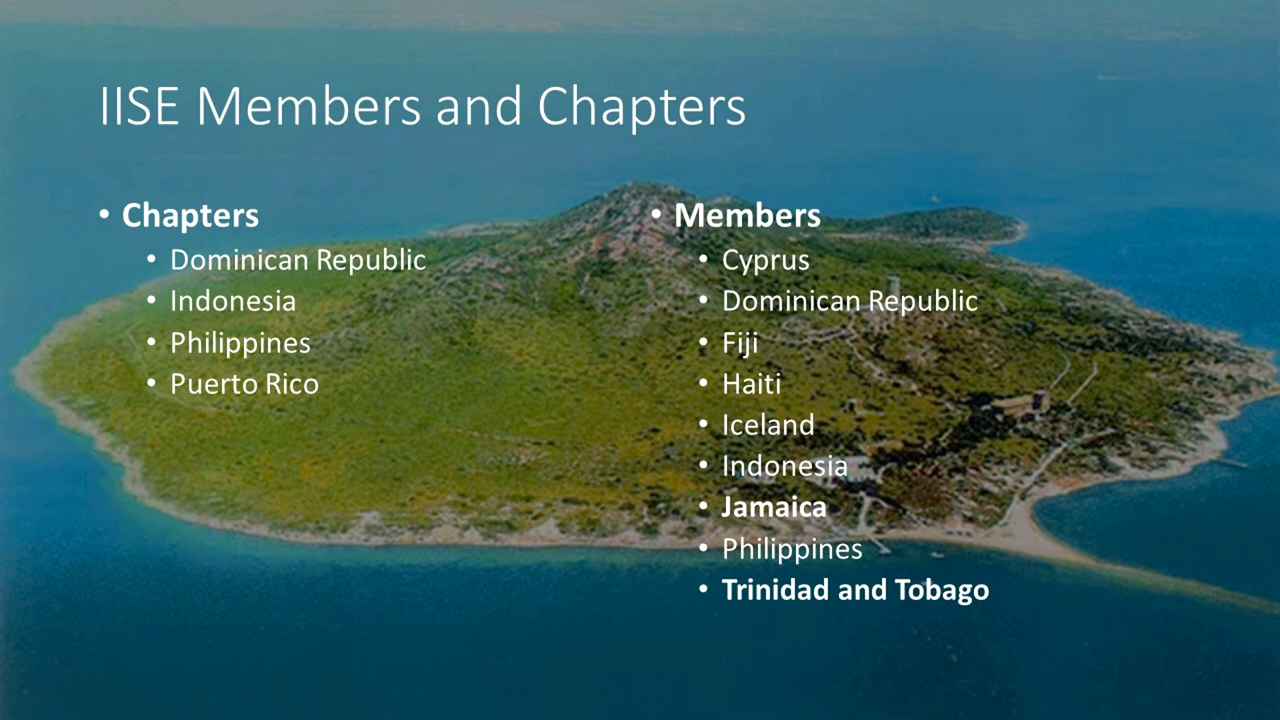 IISE Members and Chapters
• Chapters
• Dominican Republic
• Indonesia
• Philippines
• Puerto Rico
• Members
• Cyprus
• Dominican Republic
• Fiji
• Haiti
• Iceland
• Indonesia
• Jamaica
• Philippines
• Trinidad and Tobago